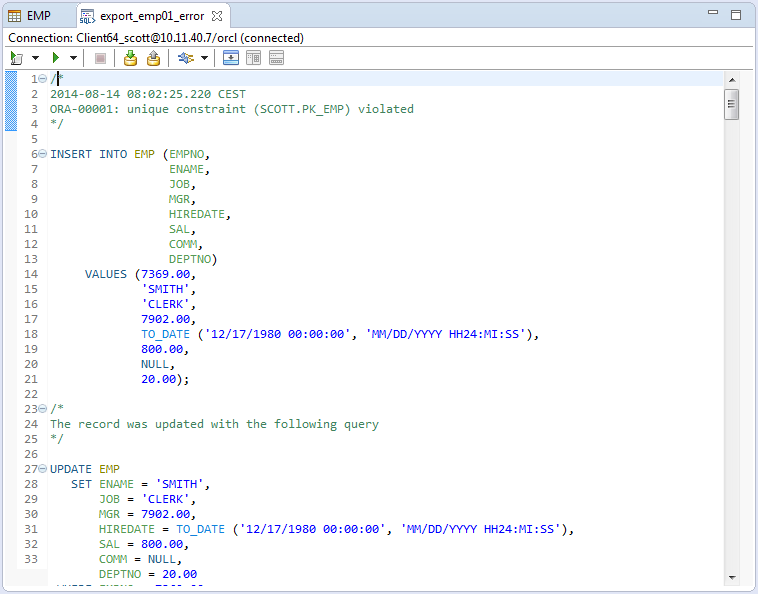 EMP
export_emp01_error
Connection: Client64_scott@10.11.40.7/orcl (connected)
1 /*
2 2014-08-14 08:02:25.220 CEST
3 ORA-00001: unique constraint (SCOTT.PK_EMP) violated
4 */
5
6 INSERT INTO EMP (EMPNO,
7 ENAME,
8 JOB,
9 MGR,
10 HIREDATE,
11 SAL,
12 COMM,
13 DEPTNO)
14 VALUES (7369.00,
15 'SMITH',
16 'CLERK',
17 7902.00,
18 TO_DATE ('12/17/1980 00:00:00', 'MM/DD/YYYY HH24:MI:SS'),
19 800.00,
20 NULL,
21 20.00);
22
23 /*
24 The record was updated with the following query
25 */
26
27 UPDATE EMP
28 SET ENAME = 'SMITH',
29 JOB = 'CLERK',
30 MGR = 7902.00,
31 HIREDATE = TO_DATE ('12/17/1980 00:00:00', 'MM/DD/YYYY HH24:MI:SS'),
32 SAL = 800.00,
33 COMM = NULL,
DEPTNO = 20.00